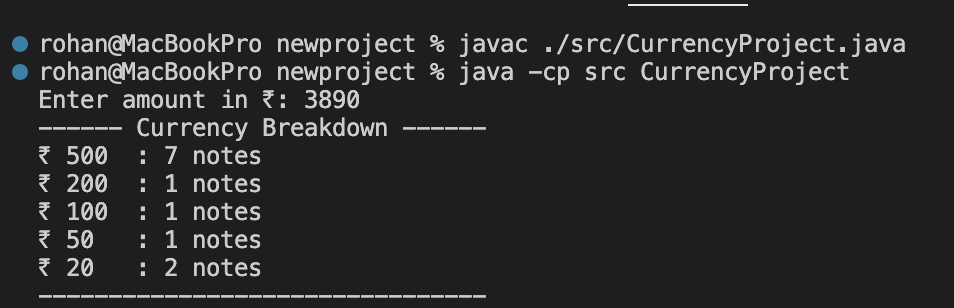 rohan@MacBookPro newproject % javac ./src/CurrencyProject.java
rohan@MacBookPro newproject % java -cp src CurrencyProject
Enter amount in ₹: 3890
------ Currency Breakdown ------
₹ 500  : 7 notes
₹ 200  : 1 notes
₹ 100  : 1 notes
₹ 50   : 1 notes
₹ 20   : 2 notes
--------------------------------